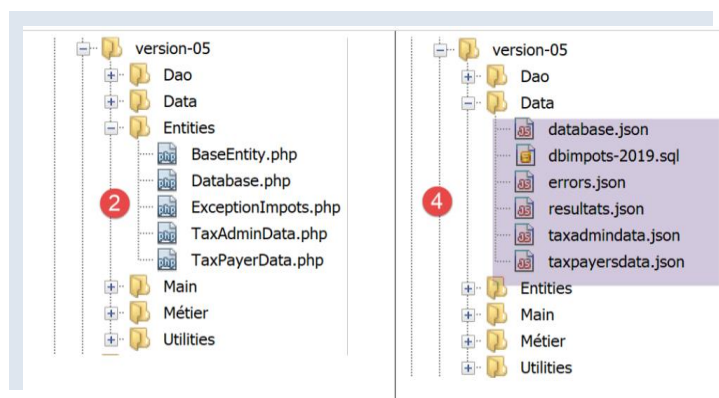 version-05
Dao
Data
Entities
BaseEntity.php
Database.php
2
ExceptionImpots.php
TaxAdminData.php
TaxPayerData.php
Main
Métier
Utilities
version-05
Dao
Data
database.json
dbimpots-2019.sql
errors.json
4
resultats.json
taxadmindata.json
taxpayersdata.json
Entities
Main
Métier
Utilities